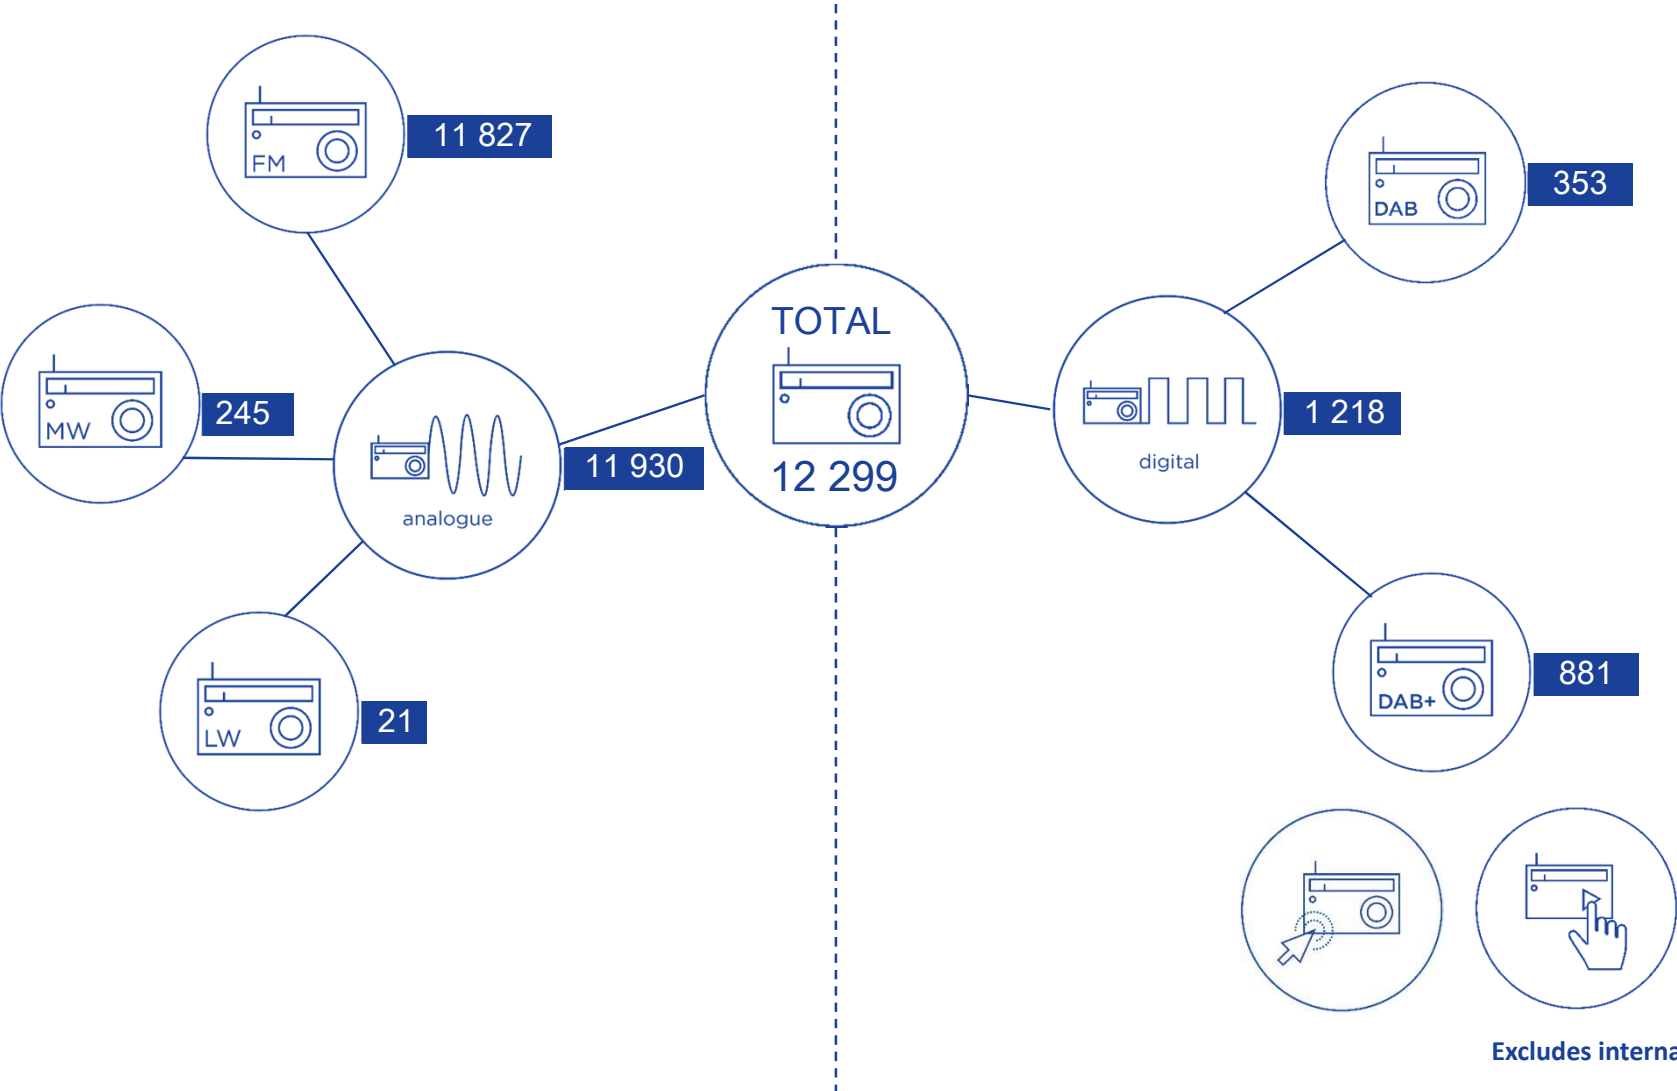 FM
11 827
DAB
353
TOTAL
12 299
MW
245
analogue
11 930
digital
1 218
LW
21
DAB+
881
Excludes interna